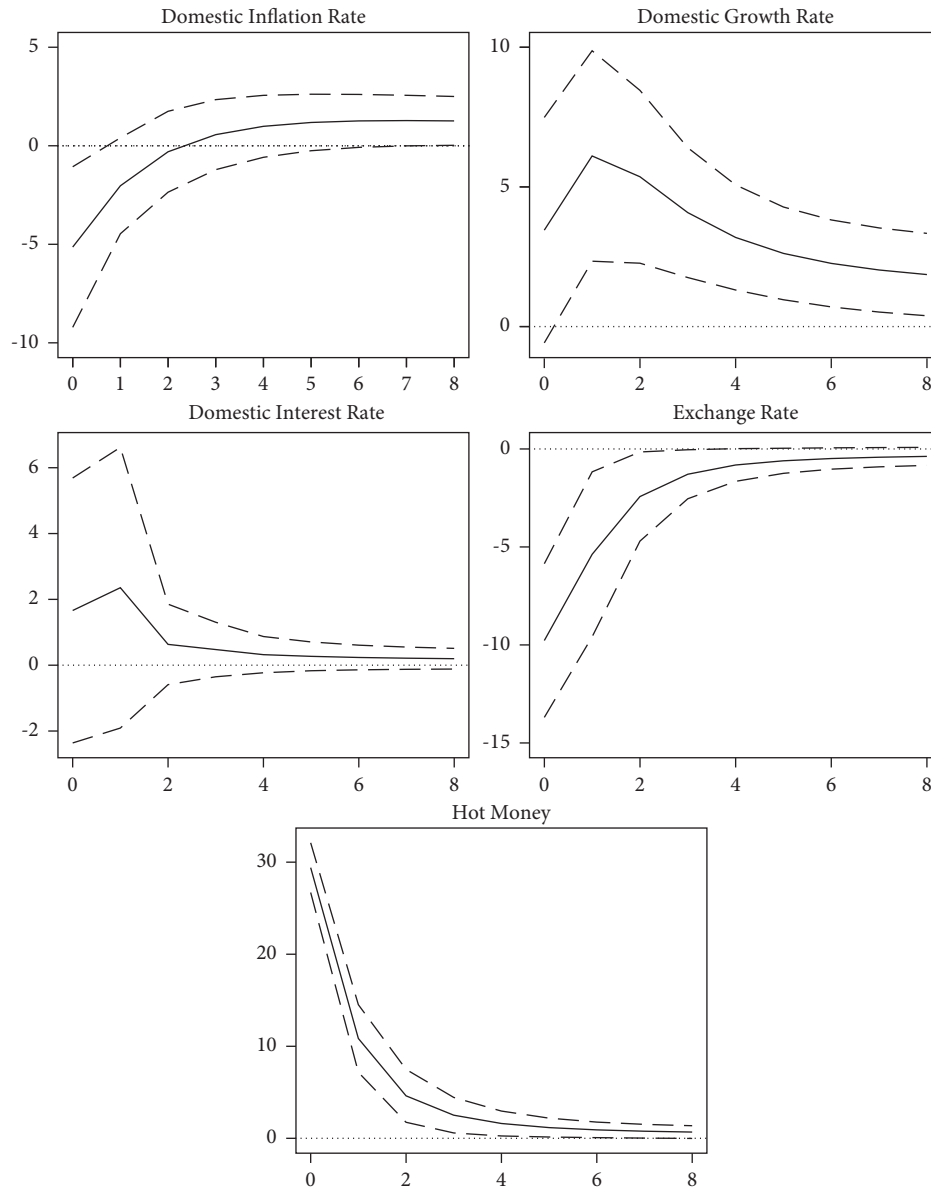 Domestic Inflation Rate
5
0
-5
-10
0 1 2 3 4 5 6 7 8
Domestic Growth Rate
10
5
0
0 2 4 6 8
Domestic Interest Rate
6
4
2
0
-2
0 2 4 6 8
Exchange Rate
0
-5
-10
-15
0 2 4 6 8
Hot Money
30
20
10
0
0 2 4 6 8